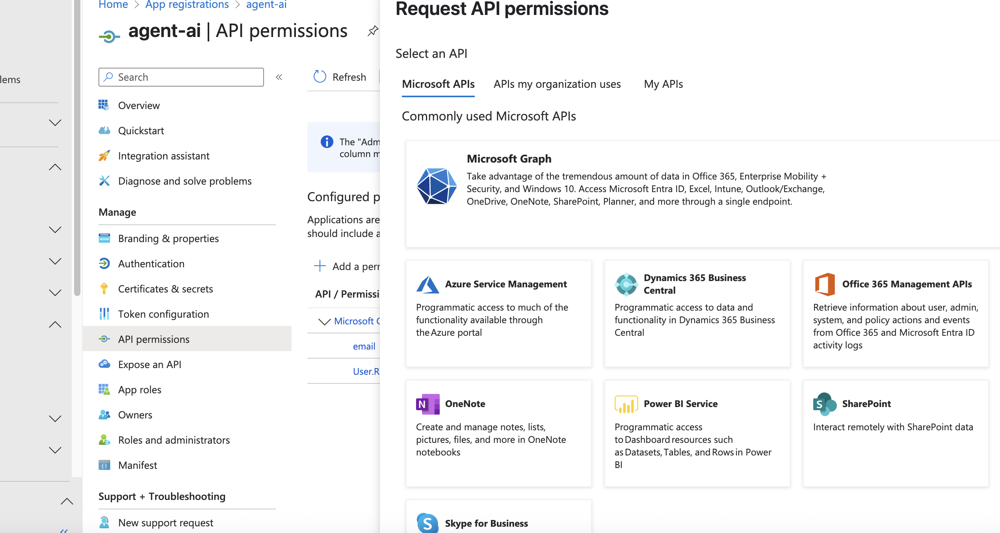 Home > App registrations > agent-ai
agent-ai | API permissions
lems
Search
Overview
Quickstart
Integration assistant
Diagnose and solve problems
Manage
Branding & properties
Authentication
Certificates & secrets
Token configuration
API permissions
Expose an API
App roles
Owners
Roles and administrators
Manifest
Support + Troubleshooting
New support request
Refresh
The "Adm
column m
Configured p
Applications are
should include a
Add a perr
API / Permissi
Microsoft G
email
User.R
Request API permissions
Select an API
Microsoft APIs
APIs my organization uses
My APIs
Commonly used Microsoft APIs
Microsoft Graph
Take advantage of the tremendous amount of data in Office 365, Enterprise Mobility +
Security, and Windows 10. Access Microsoft Entra ID, Excel, Intune, Outlook/Exchange,
OneDrive, OneNote, SharePoint, Planner, and more through a single endpoint.
Azure Service Management
Programmatic access to much of the
functionality available through
the Azure portal
Dynamics 365 Business
Central
Programmatic access to data and
functionality in Dynamics 365 Business
Central
Office 365 Management APIs
Retrieve information about user, admin,
system, and policy actions and events
from Office 365 and Microsoft Entra ID
activity logs
OneNote
Create and manage notes, lists,
pictures, files, and more in OneNote
notebooks
Power BI Service
Programmatic access
to Dashboard resources such
as Datasets, Tables, and Rows in Power
BI
SharePoint
Interact remotely with SharePoint data
Skype for Business